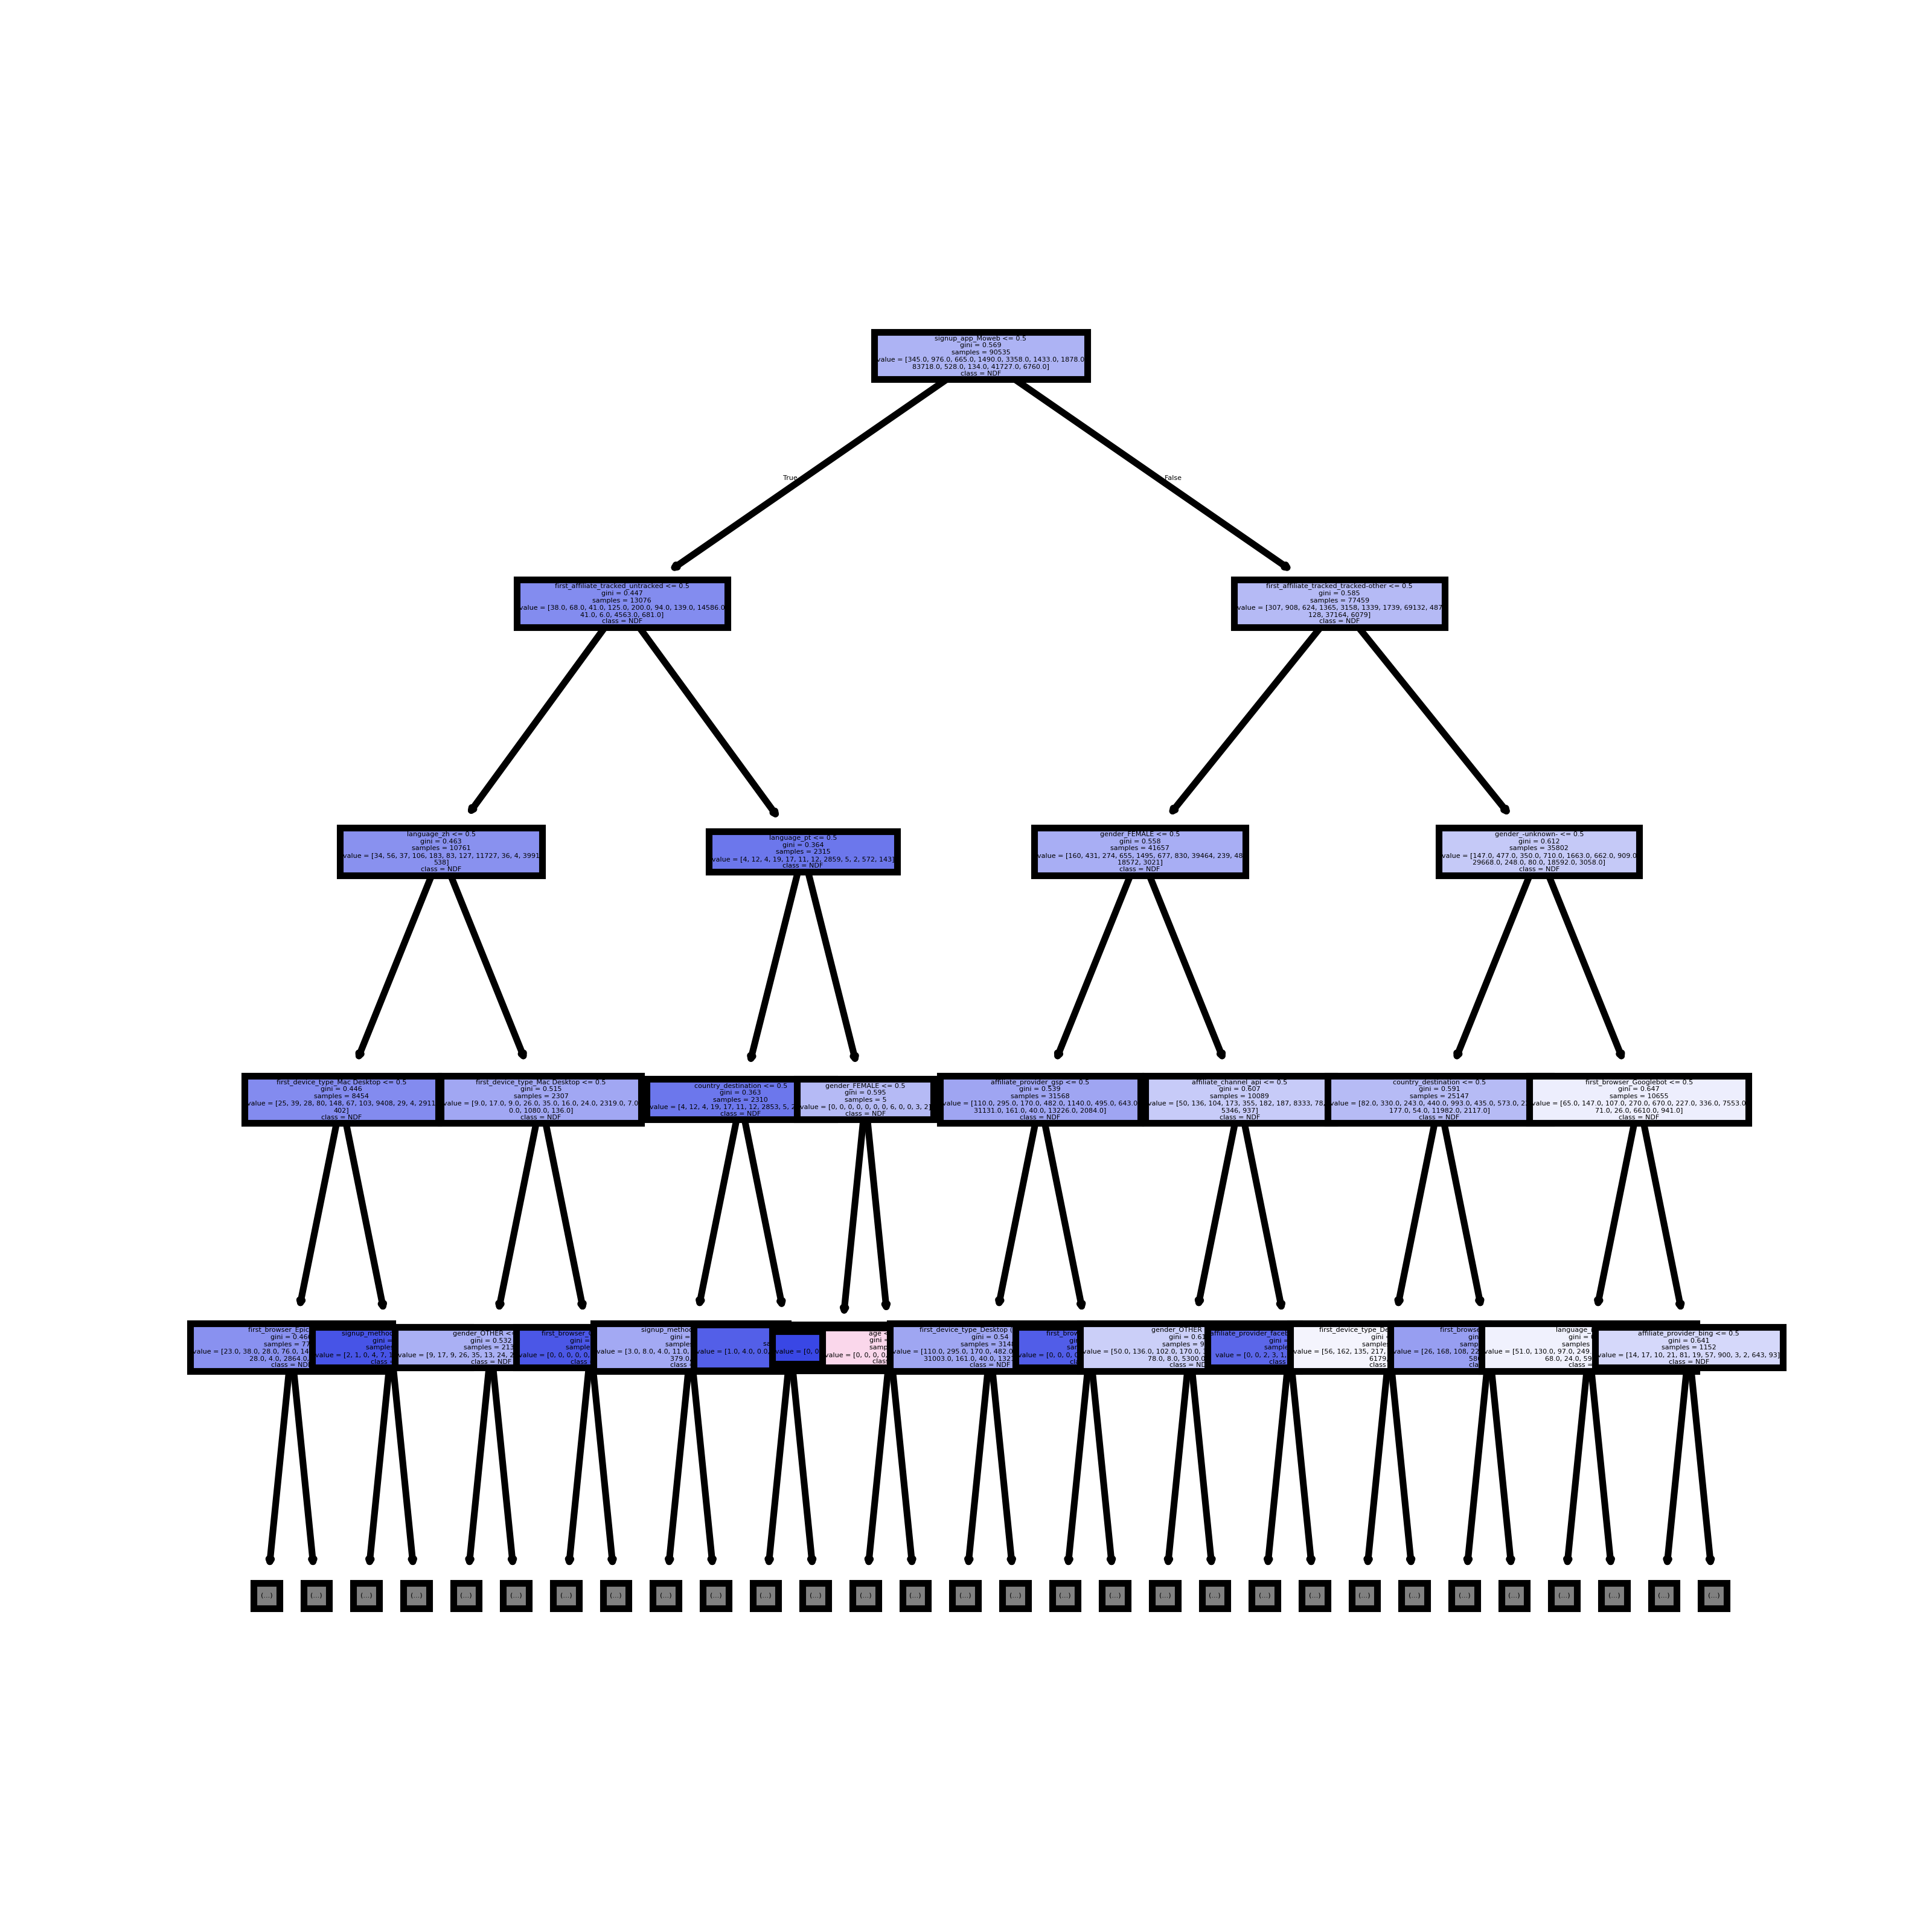 signup_app_Moweb <= 0.5
gini = 0.569
samples = 90535
value = [345.0, 976.0, 665.0, 1490.0, 3358.0, 1433.0, 1878.0
83718.0, 528.0, 134.0, 41727.0, 6760.0]
class = NDF
True
False
first_affiliate_tracked_untracked <= 0.5
gini = 0.447
samples = 13076
value = [38.0, 68.0, 41.0, 125.0, 200.0, 94.0, 139.0, 14586.0
41.0, 6.0, 4563.0, 681.0]
class = NDF
first_affiliate_tracked_tracked-other <= 0.5
gini = 0.585
samples = 77459
value = [307, 908, 624, 1365, 3158, 1339, 1739, 69132, 487
128, 37164, 6079]
class = NDF
language_zh <= 0.5
gini = 0.463
samples = 10761
value = [34, 56, 37, 106, 183, 83, 127, 11727, 36, 4, 3991
538]
class = NDF
language_pt <= 0.5
gini = 0.364
samples = 2315
value = [4, 12, 4, 19, 17, 11, 12, 2859, 5, 2, 572, 143]
class = NDF
gender_FEMALE <= 0.5
gini = 0.558
samples = 41657
value = [160, 431, 274, 655, 1495, 677, 830, 39464, 239, 48
18572, 3021]
class = NDF
gender_-unknown- <= 0.5
gini = 0.612
samples = 35802
value = [147.0, 477.0, 350.0, 710.0, 1663.0, 662.0, 909.0
29668.0, 248.0, 80.0, 18592.0, 3058.0]
class = NDF
first_device_type_Mac Desktop <= 0.5
gini = 0.446
samples = 8454
value = [25, 39, 28, 80, 148, 67, 103, 9408, 29, 4, 2911
402]
class = NDF
first_device_type_Mac Desktop <= 0.5
gini = 0.515
samples = 2307
value = [9.0, 17.0, 9.0, 26.0, 35.0, 16.0, 24.0, 2319.0, 7.0
0.0, 1080.0, 136.0]
class = NDF
country_destination <= 0.5
gini = 0.363
samples = 2310
value = [4, 12, 4, 19, 17, 11, 12, 2853, 5, 2
class = NDF
gender_FEMALE <= 0.5
gini = 0.595
samples = 5
value = [0, 0, 0, 0, 0, 0, 0, 6, 0, 0, 3, 2]
class = NDF
affiliate_provider_gsp <= 0.5
gini = 0.539
samples = 31568
value = [110.0, 295.0, 170.0, 482.0, 1140.0, 495.0, 643.0
31131.0, 161.0, 40.0, 13226.0, 2084.0]
class = NDF
affiliate_channel_api <= 0.5
gini = 0.607
samples = 10089
value = [50, 136, 104, 173, 355, 182, 187, 8333, 78,
5346, 937]
class = NDF
country_destination <= 0.5
gini = 0.591
samples = 25147
value = [82.0, 330.0, 243.0, 440.0, 993.0, 435.0, 573.0,
177.0, 54.0, 11982.0, 2117.0]
class = NDF
first_browser_Googlebot <= 0.5
gini = 0.647
samples = 10655
value = [65.0, 147.0, 107.0, 270.0, 670.0, 227.0, 336.0, 7553.0
71.0, 26.0, 6610.0, 941.0]
class = NDF
first_browser_Epic
gini = 0.46
samples = 77
value = [23.0, 38.0, 28.0, 76.0, 14
28.0, 4.0, 2864.0
class = NDF
signup_method
gini =
samples
value = [2, 1, 0, 4, 7, 1
class =
gender_OTHER <=
gini = 0.532
samples = 213
value = [9, 17, 9, 26, 35, 13, 24, 2
class = NDF
first_browser_
gini =
sample
value = [0, 0, 0, 0, 0,
class
signup_method
gini =
samples
value = [3.0, 8.0, 4.0, 11.0,
379.0,
class =
value = [1.0, 4.0, 0.0,
value = [0, 0
age <
gini =
samp
value = [0, 0, 0, 0,
class
first_device_type_Desktop
gini = 0.54
samples = 3148
value = [110.0, 295.0, 170.0, 482.0
31003.0, 161.0, 40.0, 132
class = NDF
first_brow
gin
sam
value = [0, 0, 0,
clas
gender_OTHER
gini = 0.61
samples = 9
value = [50.0, 136.0, 102.0, 170.0,
78.0, 8.0, 5300.0
class = ND
affiliate_provider_faceb
gini
samples
value = [0, 0, 2, 3, 1,
class
first_device_type_De
gini =
samples
value = [56, 162, 135, 217,
6179,
class
first_browse
gini =
samples
value = [26, 168, 108, 22
580
class
language_
gini =
samples
value = [51.0, 130.0, 97.0, 249.
68.0, 24.0, 59
class =
affiliate_provider_bing <= 0.5
gini = 0.641
samples = 1152
value = [14, 17, 10, 21, 81, 19, 57, 900, 3, 2, 643, 93]
class = NDF
(...) (...) (...) (...) (...) (...) (...) (...) (...) (...) (...) (...) (...) (...) (...) (...) (...) (...) (...) (...) (...) (...) (...) (...) (...) (...) (...) (...) (...) (...)